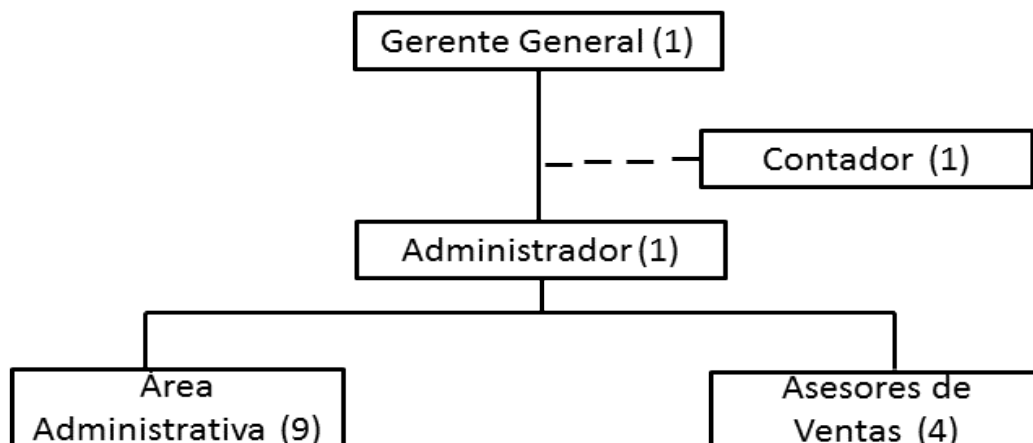 Gerente General (1)
Contador (1)
Administrador (1)
Área
Administrativa (9)
Asesores de
Ventas (4)